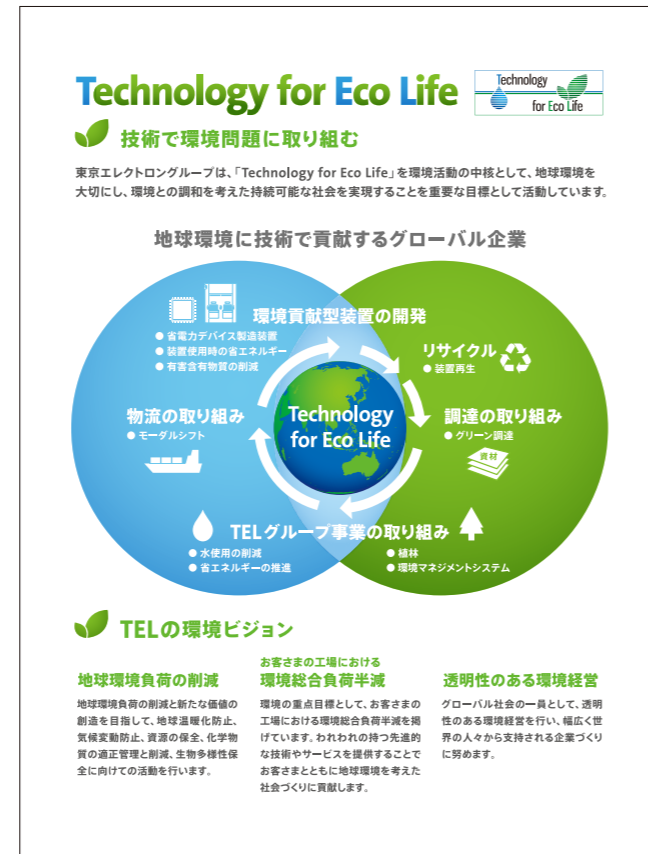 Technology for Eco Life
Technology
for Eco Life
技術で環境問題に取り組む
東京エレクトロングループは、「Technology for Eco Life」を環境活動の中核として、地球環境を
大切にし、環境との調和を考えた持続可能な社会を実現することを重要な目標として活動しています。
地球環境に技術で貢献するグローバル企業
環境貢献型装置の開発
● 省電力デバイス製造装置
● 装置使用時の省エネルギー
● 有害含有物質の削減
リサイクル
● 装置再生
物流の取り組み
● モーダルシフト
Technology
for Eco Life
調達の取り組み
● グリーン調達
資材
TELグループ事業の取り組み
● 水使用の削減
● 省エネルギーの推進
● 植林
● 環境マネジメントシステム
TELの環境ビジョン
地球環境負荷の削減
地球環境負荷の削減と新たな価値の
創造を目指して、地球温暖化防止、
気候変動防止、資源の保全、化学物
質の適正管理と削減、生物多様性保
全に向けての活動を行います。
お客さまの工場における
環境総合負荷半減
環境の重点目標として、お客さまの
工場における環境総合負荷半減を掲
げています。われわれの持つ先進的
な技術やサービスを提供することで
お客さまとともに地球環境を考えた
社会づくりに貢献します。
透明性のある環境経営
グローバル社会の一員として、透明
性のある環境経営を行い、幅広く世
界の人々から支持される企業づくり
に努めます。